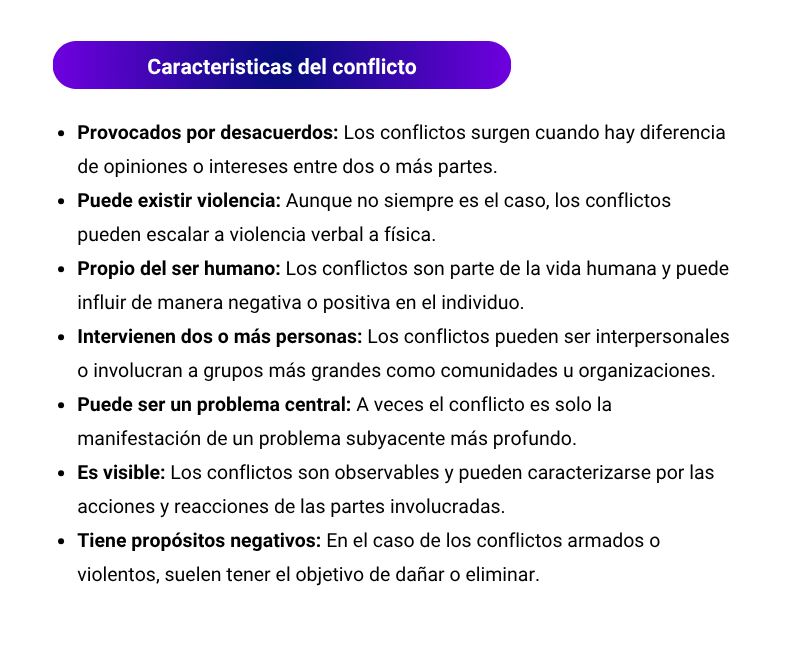 Caracteristicas del conflicto
• Provocados por desacuerdos: Los conflictos surgen cuando hay diferencia
de opiniones o intereses entre dos o más partes.
• Puede existir violencia: Aunque no siempre es el caso, los conflictos
pueden escalar a violencia verbal a física.
• Propio del ser humano: Los conflictos son parte de la vida humana y puede
influir de manera negativa o positiva en el individuo.
• Intervienen dos o más personas: Los conflictos pueden ser interpersonales
o involucran a grupos más grandes como comunidades u organizaciones.
• Puede ser un problema central: A veces el conflicto es solo la
manifestación de un problema subyacente más profundo.
• Es visible: Los conflictos son observables y pueden caracterizarse por las
acciones y reacciones de las partes involucradas.
• Tiene propósitos negativos: En el caso de los conflictos armados o
violentos, suelen tener el objetivo de dañar o eliminar.